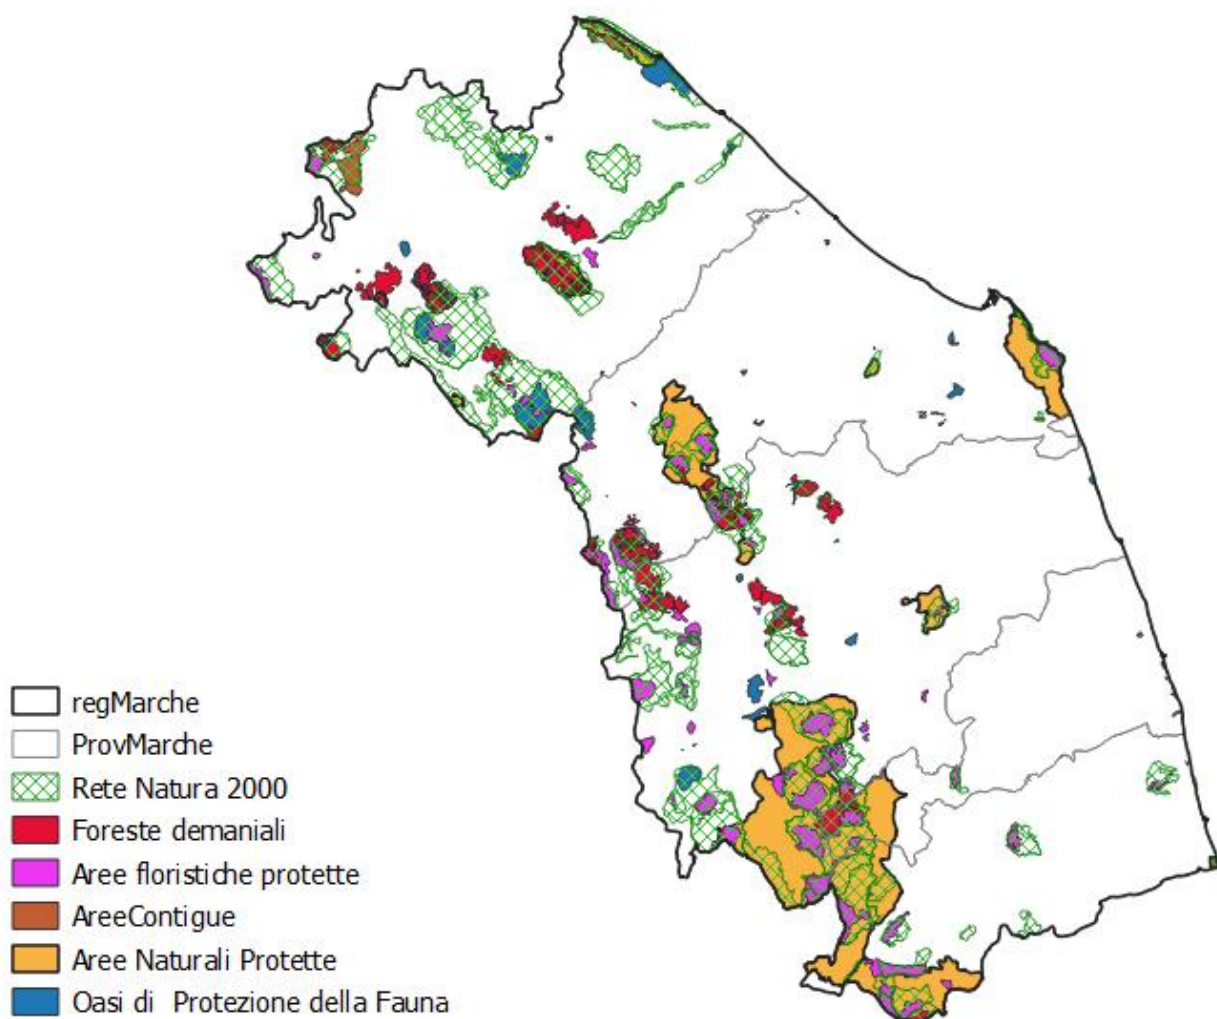 regMarche
ProvMarche
Rete Natura 2000
Foreste demaniali
Aree floristiche protette
AreeContigue
Aree Naturali Protette
Oasi di  Protezione della Fauna